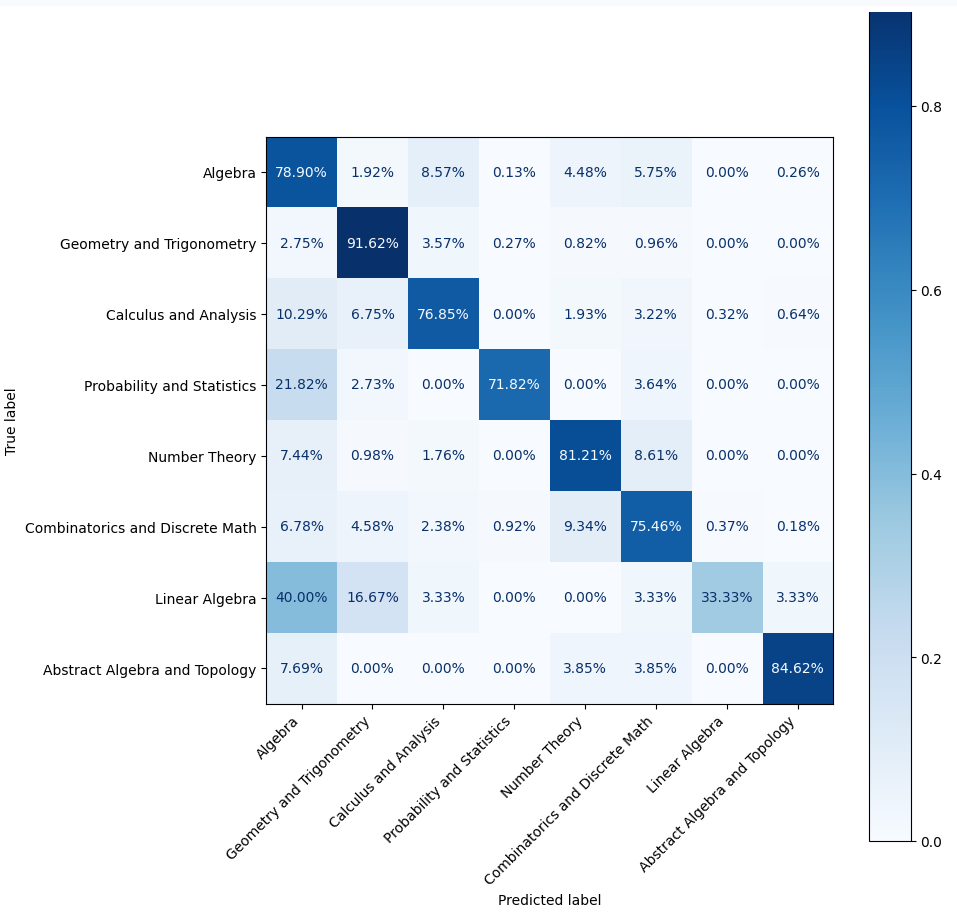 0.8
Algebra 78.90% 1.92% 8.57% 0.13% 4.48% 5.75% 0.00% 0.26%
Geometry and Trigonometry 2.75% 91.62% 3.57% 0.27% 0.82% 0.96% 0.00% 0.00%
0.6
Calculus and Analysis 10.29% 6.75% 76.85% 0.00% 1.93% 3.22% 0.32% 0.64%
Probability and Statistics 21.82% 2.73% 0.00% 71.82% 0.00% 3.64% 0.00% 0.00%
True label
Number Theory 7.44% 0.98% 1.76% 0.00% 81.21% 8.61% 0.00% 0.00%
0.4
Combinatorics and Discrete Math 6.78% 4.58% 2.38% 0.92% 9.34% 75.46% 0.37% 0.18%
Linear Algebra 40.00% 16.67% 3.33% 0.00% 0.00% 3.33% 33.33% 3.33%
0.2
Abstract Algebra and Topology 7.69% 0.00% 0.00% 0.00% 3.85% 3.85% 0.00% 84.62%
Algebra
Geometry and Trigonometry
Calculus and Analysis
Probability and Statistics
Number Theory
Combinatorics and Discrete Math
Linear Algebra
Abstract Algebra and Topology
0.0
Predicted label